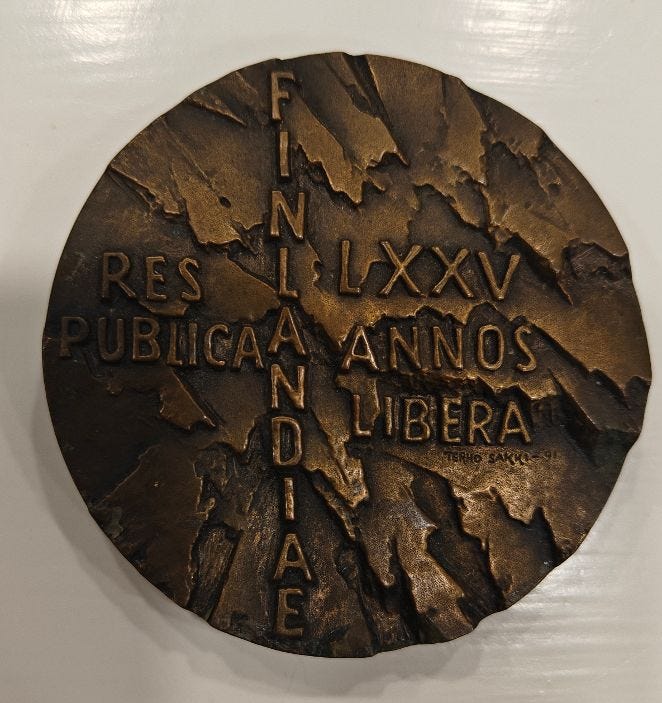 FINLANDIAE
RES
PUBLICA
LXXV
ANNOS
LIBERA
TERHO SAKKI -91